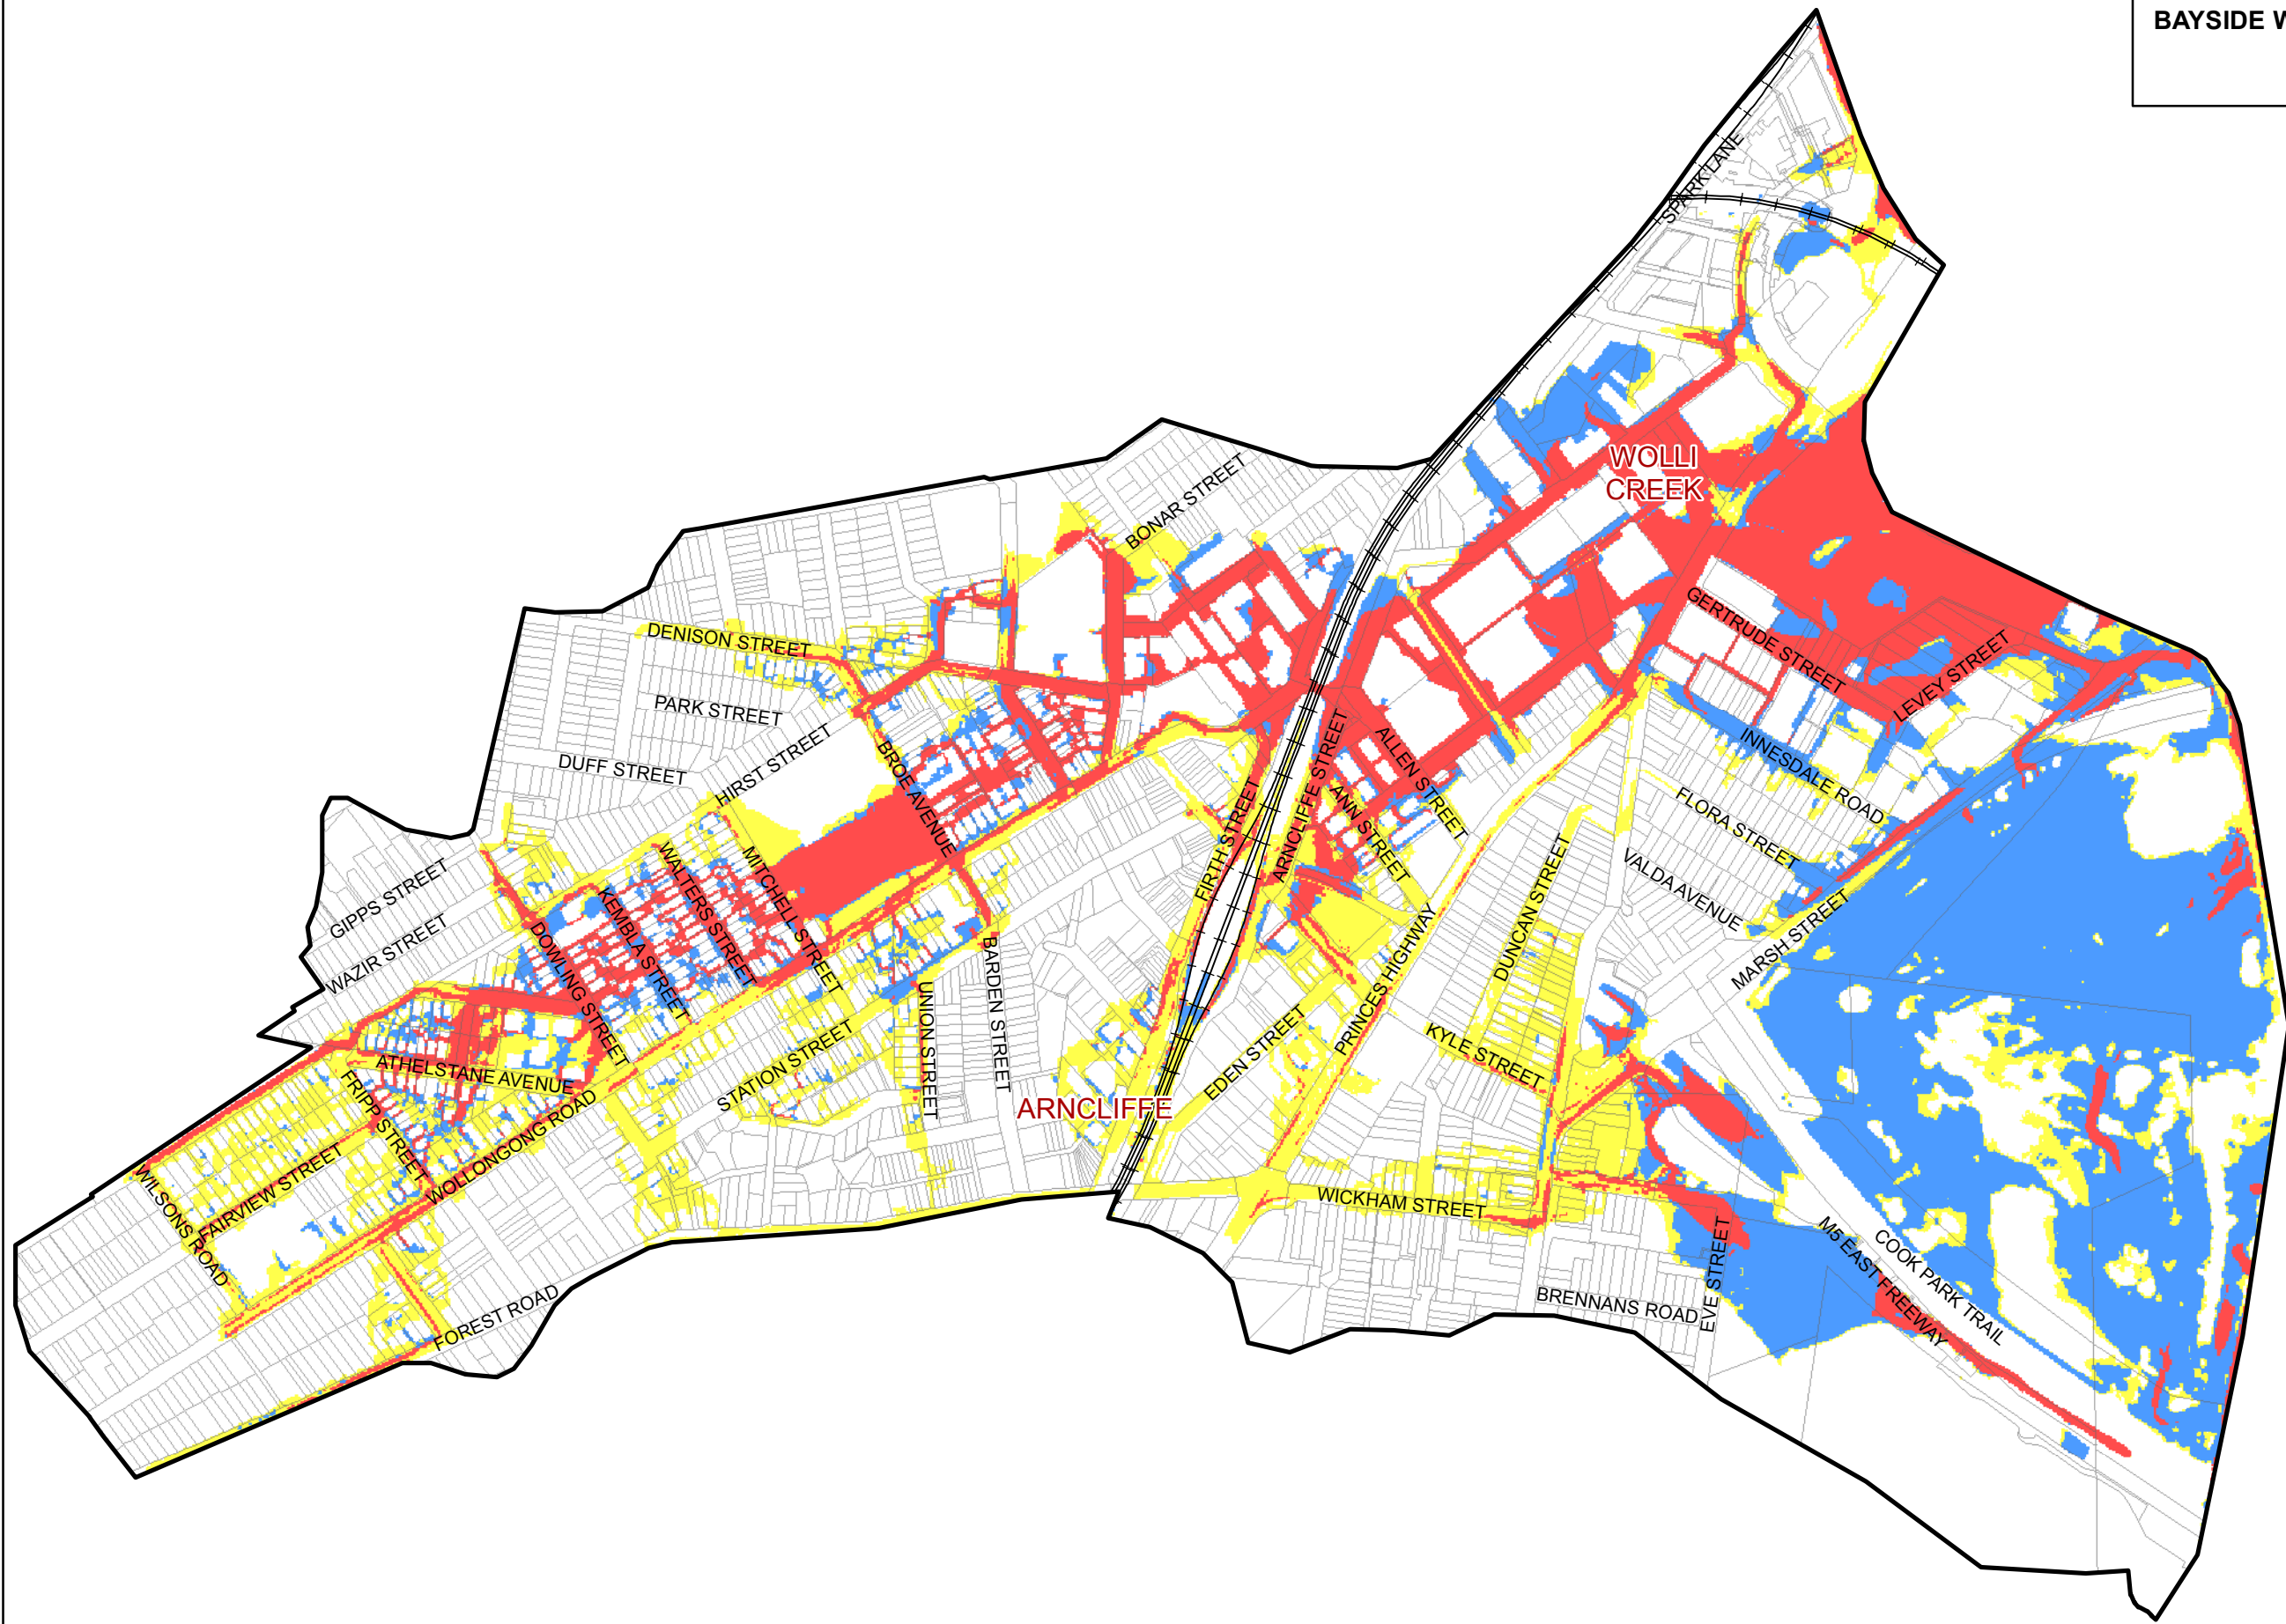 BAYSIDE W
SPARK LANE
WOLLI
CREEK
BONAR STREET
GERTRUDE STREET
LEVEY STREET
DENISON STREET
PARK STREET
DUFF STREET
HIRST STREET
BROE AVENUE
ALLEN STREET
ARNCLIFFE STREET
ANN STREET
FIRTH STREET
INNESDALE ROAD
FLORA STREET
VALDA AVENUE
MARSH STREET
DUNCAN STREET
GIPPS STREET
WAZIR STREET
WALTERS STREET
MITCHELL STREET
KEMBLA STREET
DOWLING STREET
BARDEN STREET
UNION STREET
STATION STREET
PRINCES HIGHWAY
EDEN STREET
KYLE STREET
ATHELSTANE AVENUE
FRIPP STREET
ARNCLIFFE
WOLLONGONG ROAD
FAIRVIEW STREET
WILSONS ROAD
WICKHAM STREET
EVE STREET
M5 EAST FREEWAY
COOK PARK TRAIL
BRENNANS ROAD
FOREST ROAD